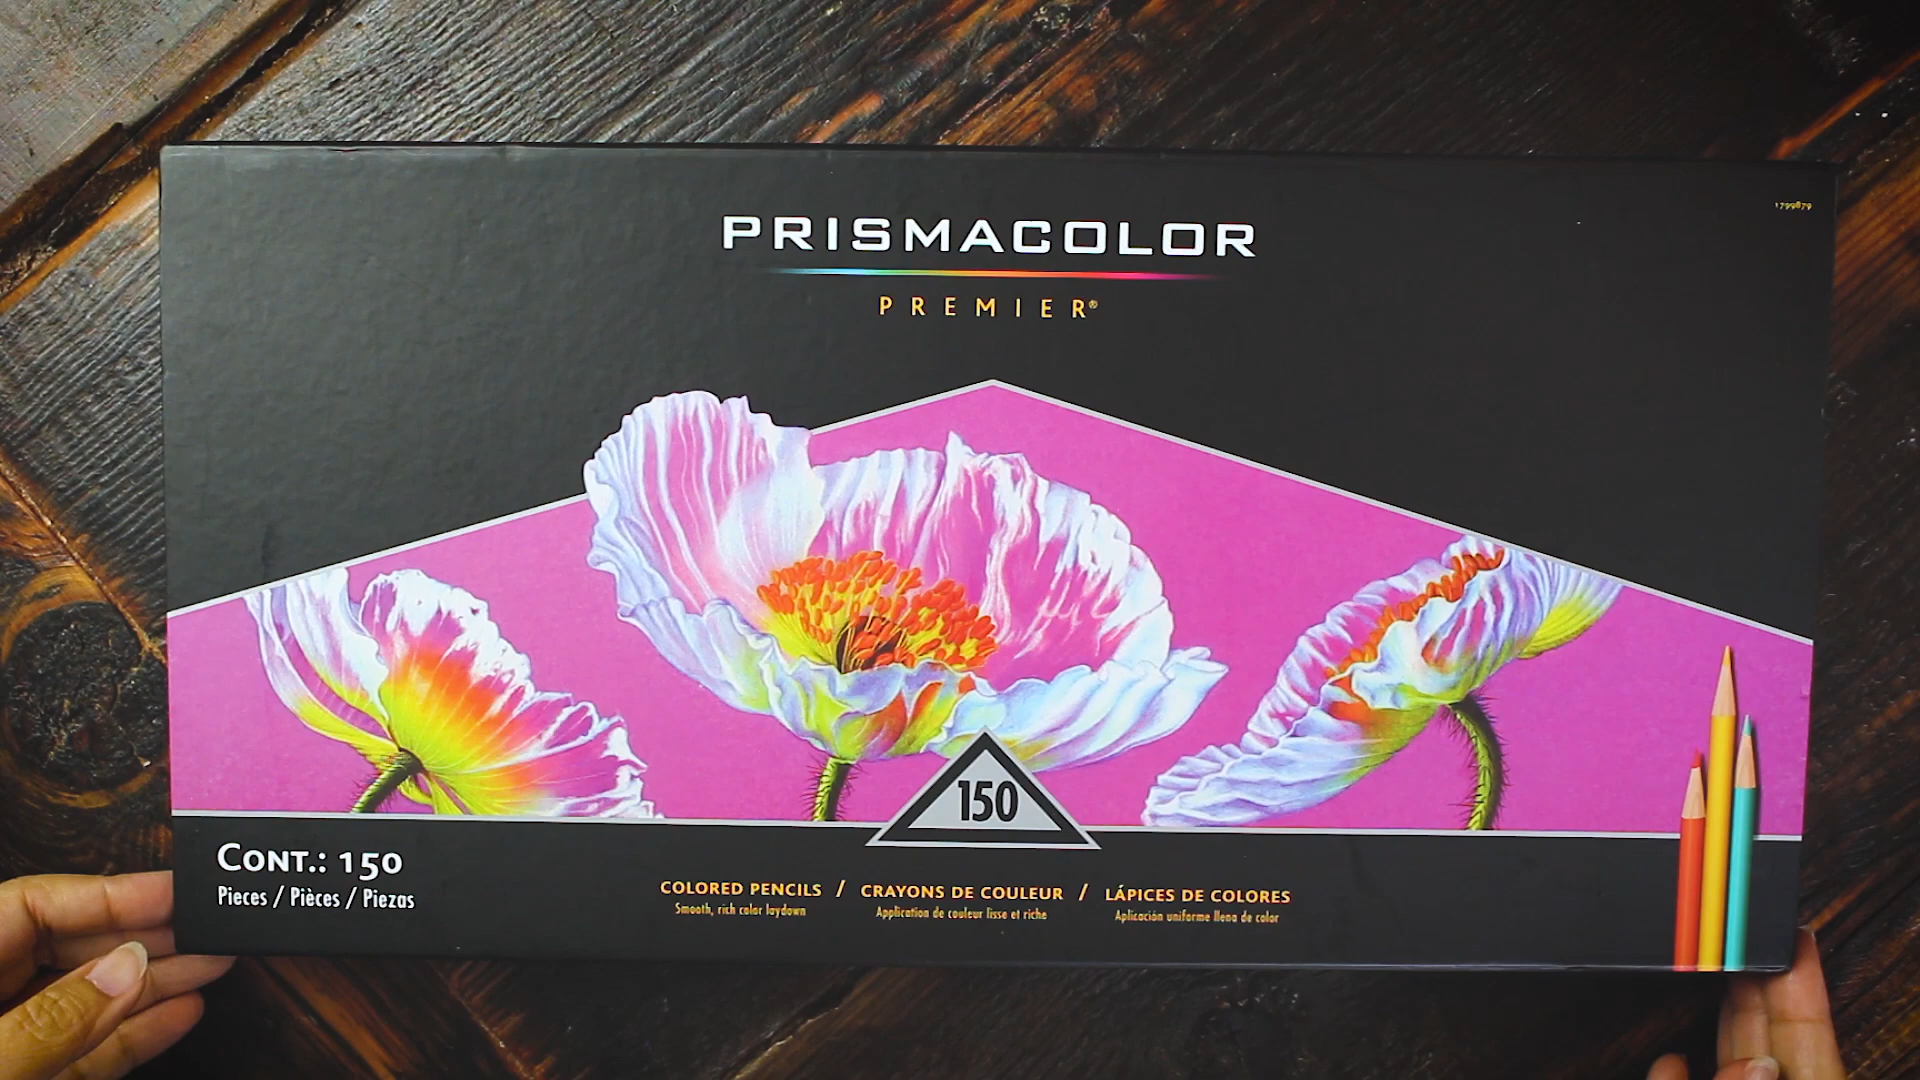 1799879
PRISMACOLOR
PREMIER®
150
CONT.: 150
Pieces / Pièces / Piezas
COLORED PENCILS / CRAYONS DE COULEUR / LÁPICES DE COLORES
Smooth, rich color laydown Application de couleur lisse et riche Aplicación uniforme llena de color